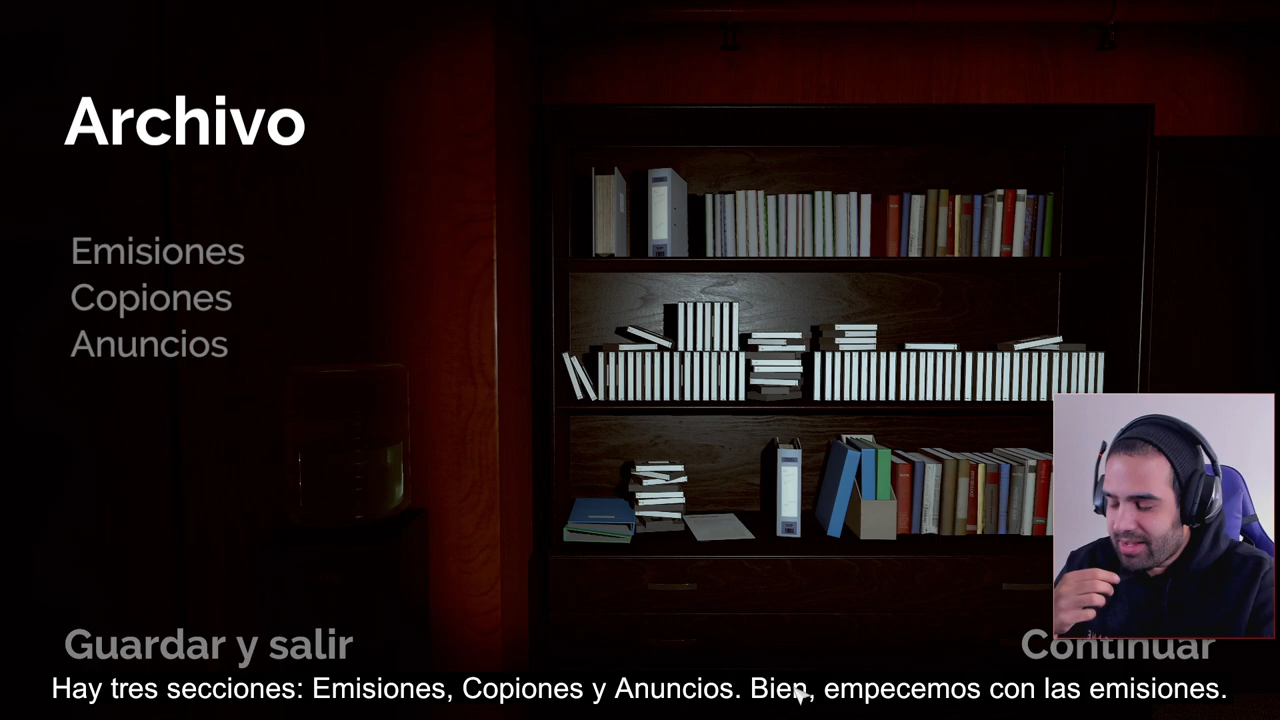 Archivo
Emisiones
Copiones
Anuncios
Guardar y salir
Continuar
Hay tres secciones: Emisiones, Copiones y Anuncios. Bien, empecemos con las emisiones.